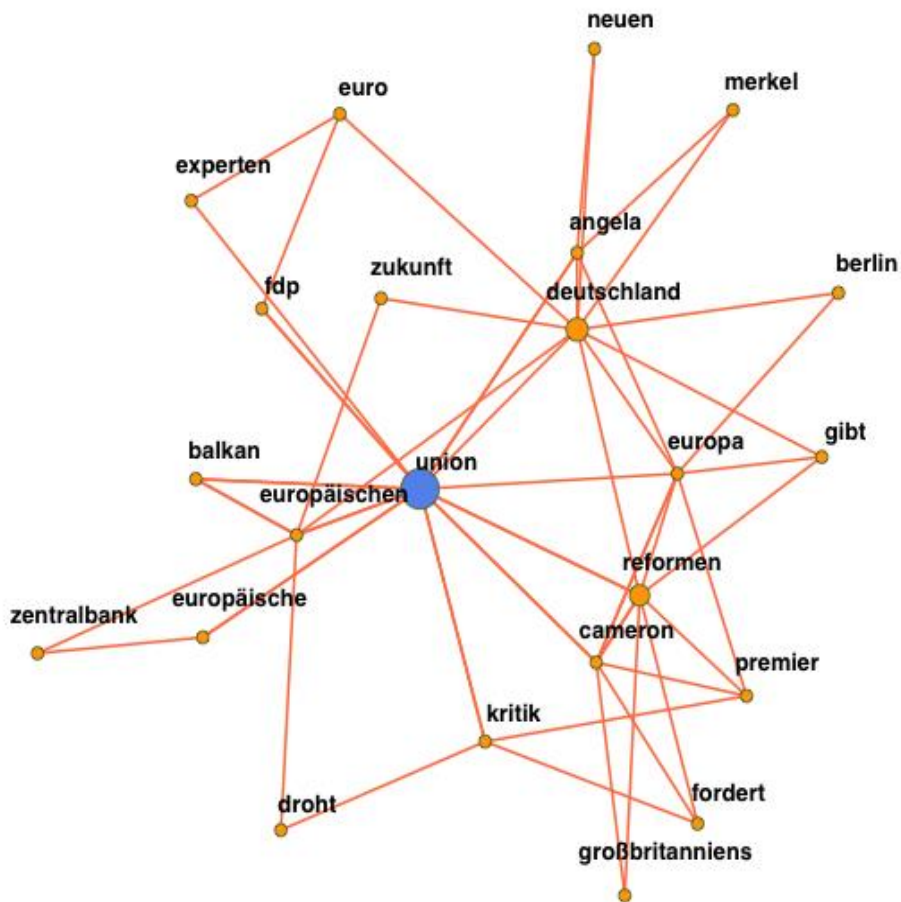 neuen
merkel
euro
experten
angela
zukunft
berlin
fdp
deutschland
gibt
europa
balkan
union
europäischen
reformen
europäische
zentralbank
cameron
premier
kritik
fordert
droht
großbritanniens